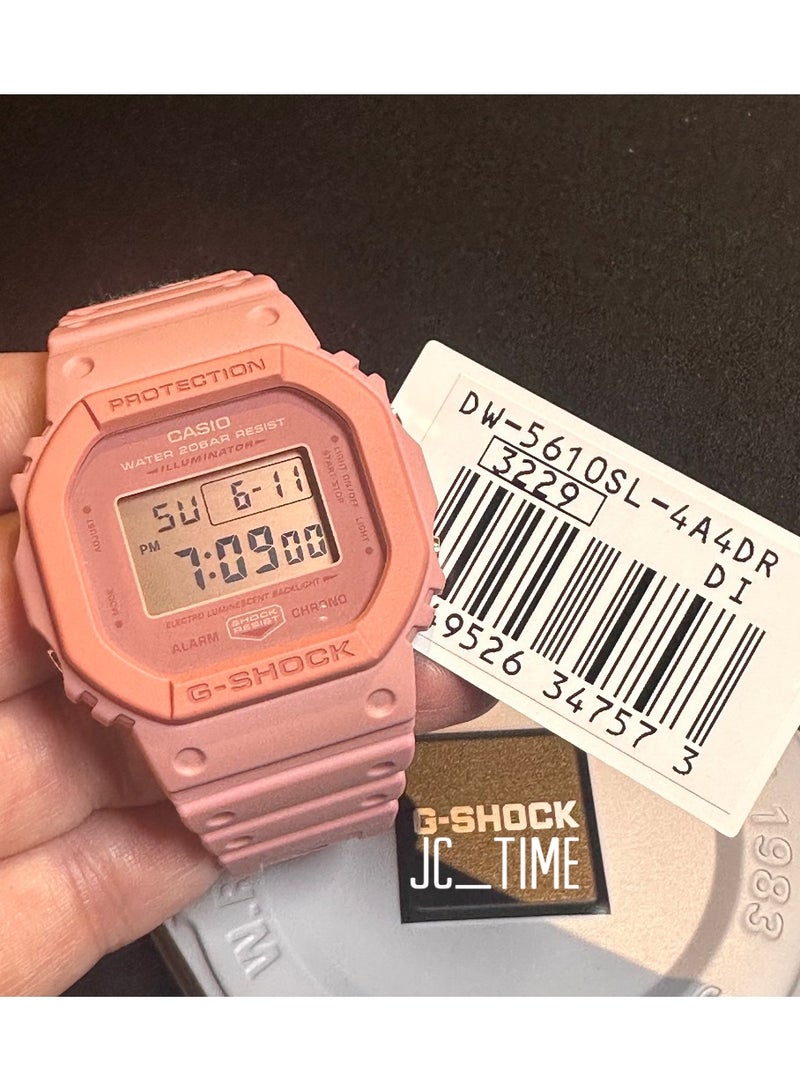 PROTECTION
CASIO
WATER 20BAR RESIST
ILLUMINATOR
LIGHT ON/OFF
START·STOP
ADJUST
LIGHT
MODE
SU 6-11
PM 7:0900
ELECTRO LUMINESCENT BACKLIGHT
SHOCK
RESIST
ALARM
CHRONO
G-SHOCK
DW-5610SL-4A4DR
3229
DI
49526 34757 3
G-SHOCK
JC_TIME
1983
W.R